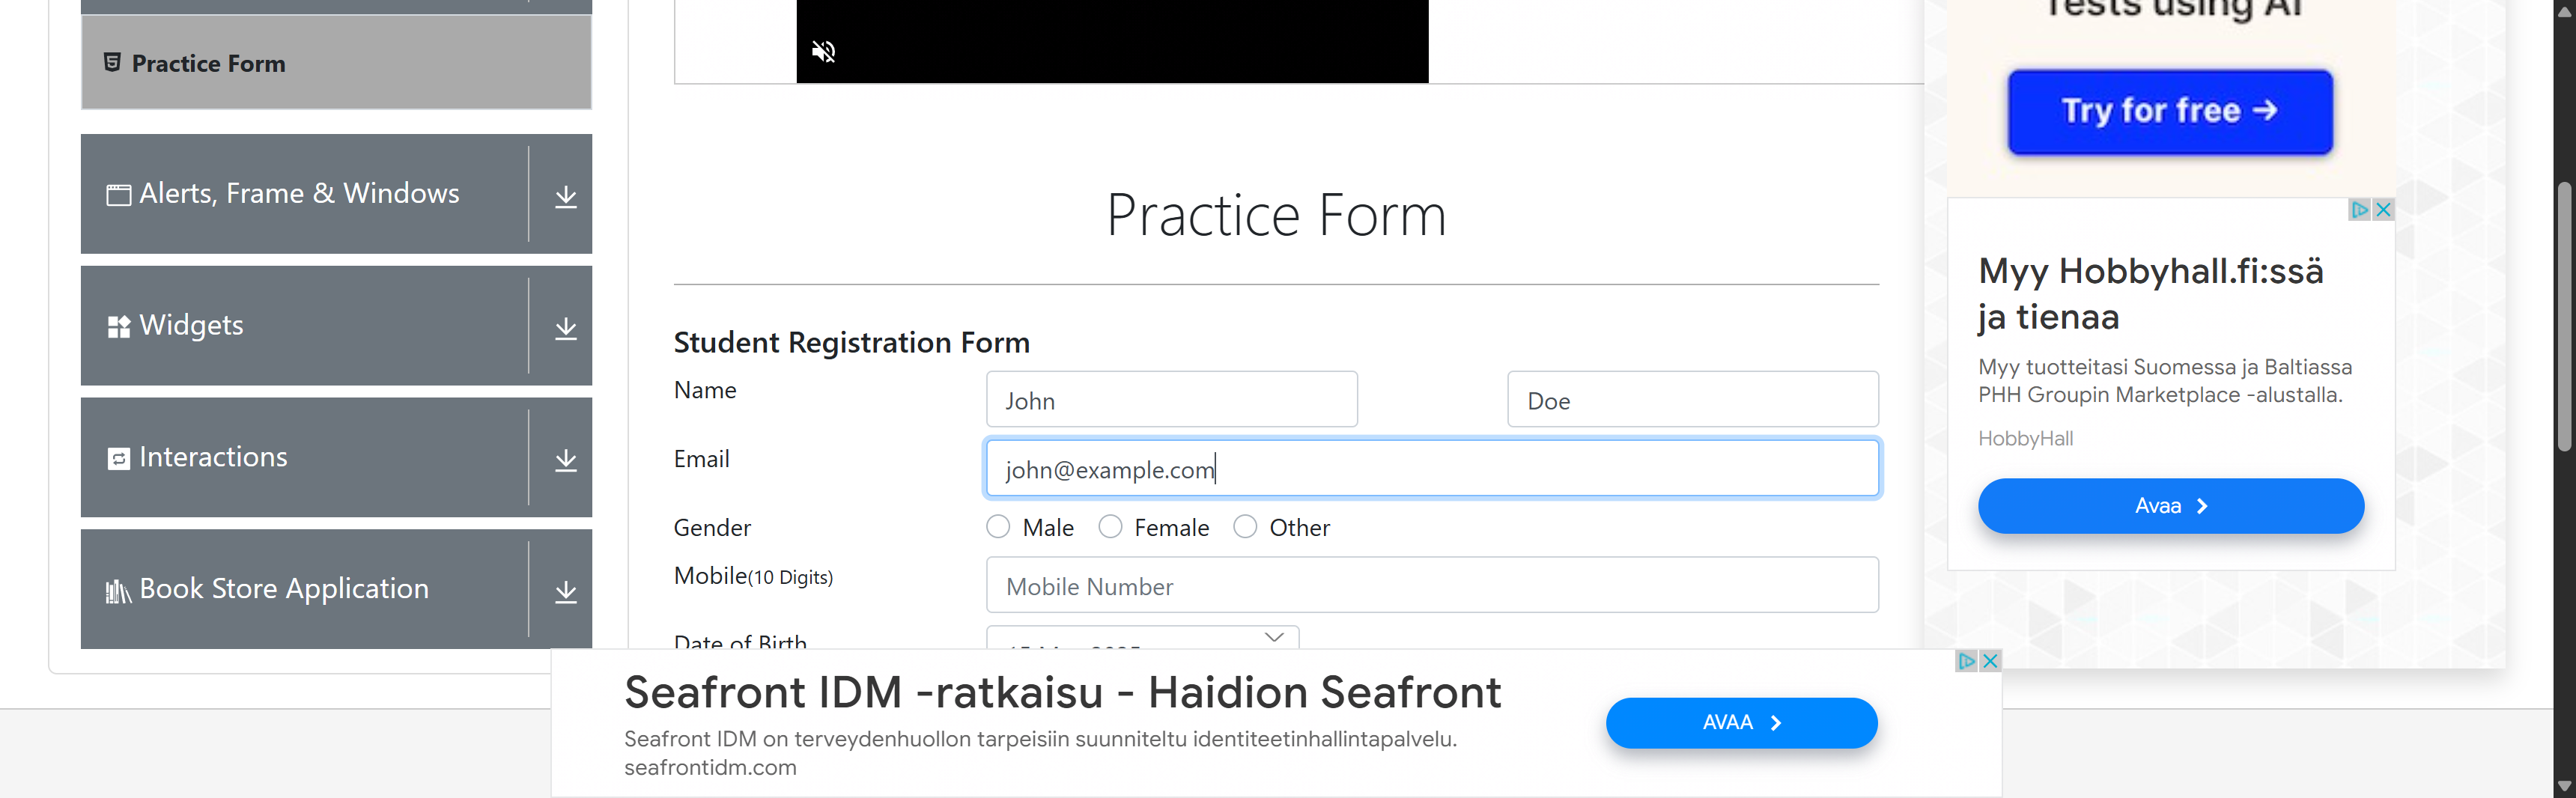 Practice Form
Alerts, Frame & Windows
Widgets
Interactions
Book Store Application
Practice Form
Student Registration Form
Name
John
Doe
Email
john@example.com
Gender
Male
Female
Other
Mobile(10 Digits)
Mobile Number
Date of Birth
Tests using AI
Try for free →
Myy Hobbyhall.fi:ssä
ja tienaa
Myy tuotteitasi Suomessa ja Baltiassa
PHH Groupin Marketplace -alustalla.
HobbyHall
Avaa
Seafront IDM -ratkaisu - Haidion Seafront
Seafront IDM on terveydenhuollon tarpeisiin suunniteltu identiteetinhallintapalvelu.
seafrontidm.com
AVAA